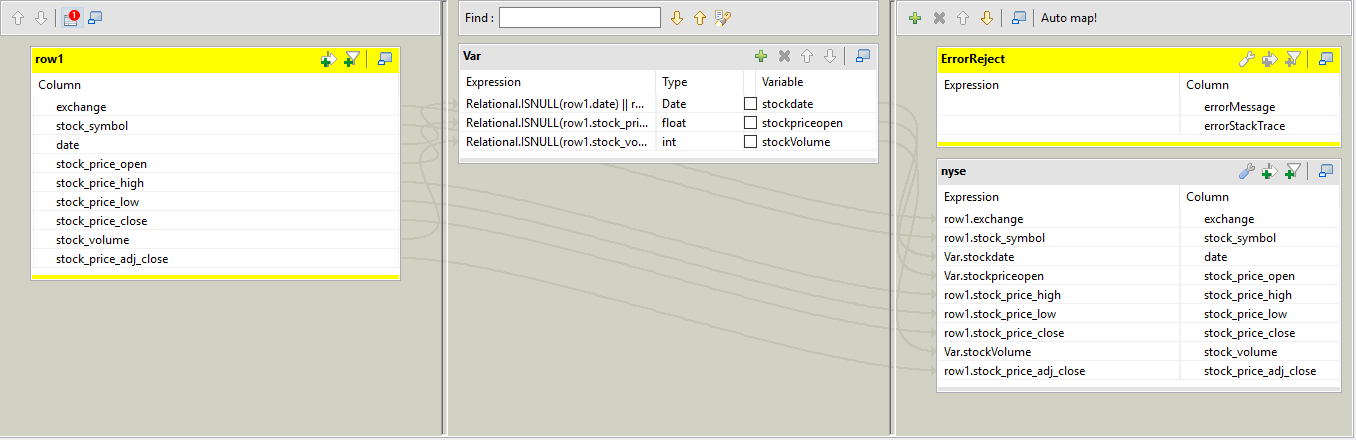 1
row1
Column
exchange
stock_symbol
date
stock_price_open
stock_price_high
stock_price_low
stock_price_close
stock_volume
stock_price_adj_close
Find :
Var
Expression Type Variable
Relational.ISNULL(row1.date) || r... Date stockdate
Relational.ISNULL(row1.stock_pri... float stockpriceopen
Relational.ISNULL(row1.stock_vo... int stockVolume
Auto map!
ErrorReject
Expression Column
errorMessage
errorStackTrace
nyse
Expression Column
row1.exchange exchange
row1.stock_symbol stock_symbol
Var.stockdate date
Var.stockpriceopen stock_price_open
row1.stock_price_high stock_price_high
row1.stock_price_low stock_price_low
row1.stock_price_close stock_price_close
Var.stockVolume stock_volume
row1.stock_price_adj_close stock_price_adj_close